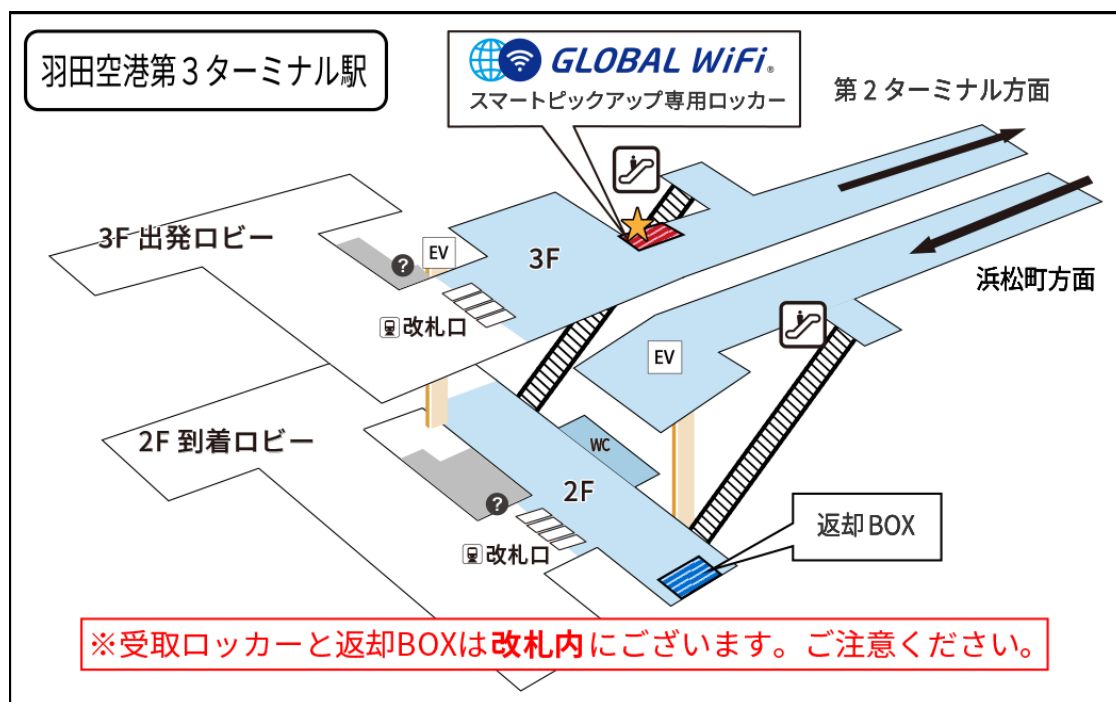 羽田空港第3ターミナル駅
GLOBAL WiFi®
スマートピックアップ専用ロッカー
第2ターミナル方面
3F 出発ロビー
?
EV
3F
改札口
浜松町方面
EV
2F 到着ロビー
WC
2F
?
改札口
返却BOX
※受取ロッカーと返却BOXは改札内にございます。ご注意ください。